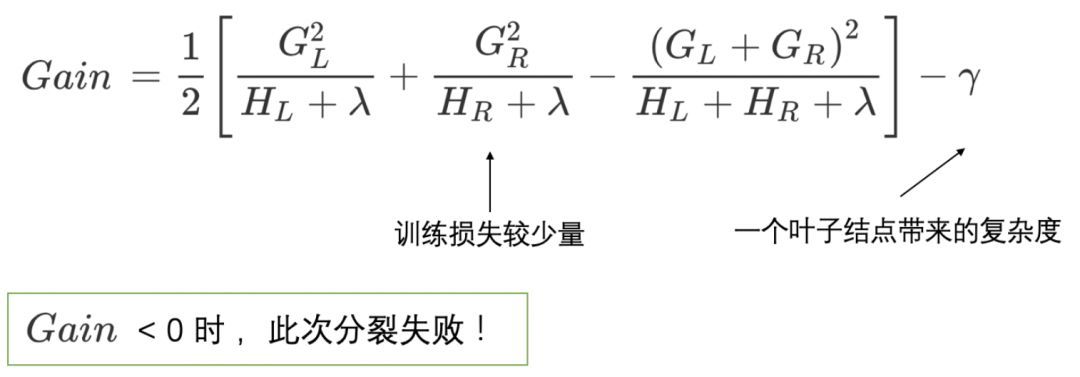 Gain = \frac{1}{2} \left[ \frac{G_L^2}{H_L + \lambda} + \frac{G_R^2}{H_R + \lambda} - \frac{(G_L + G_R)^2}{H_L + H_R + \lambda} \right] - \gamma
训练损失较少量
一个叶子结点带来的复杂度
Gain < 0 时，此次分裂失败！